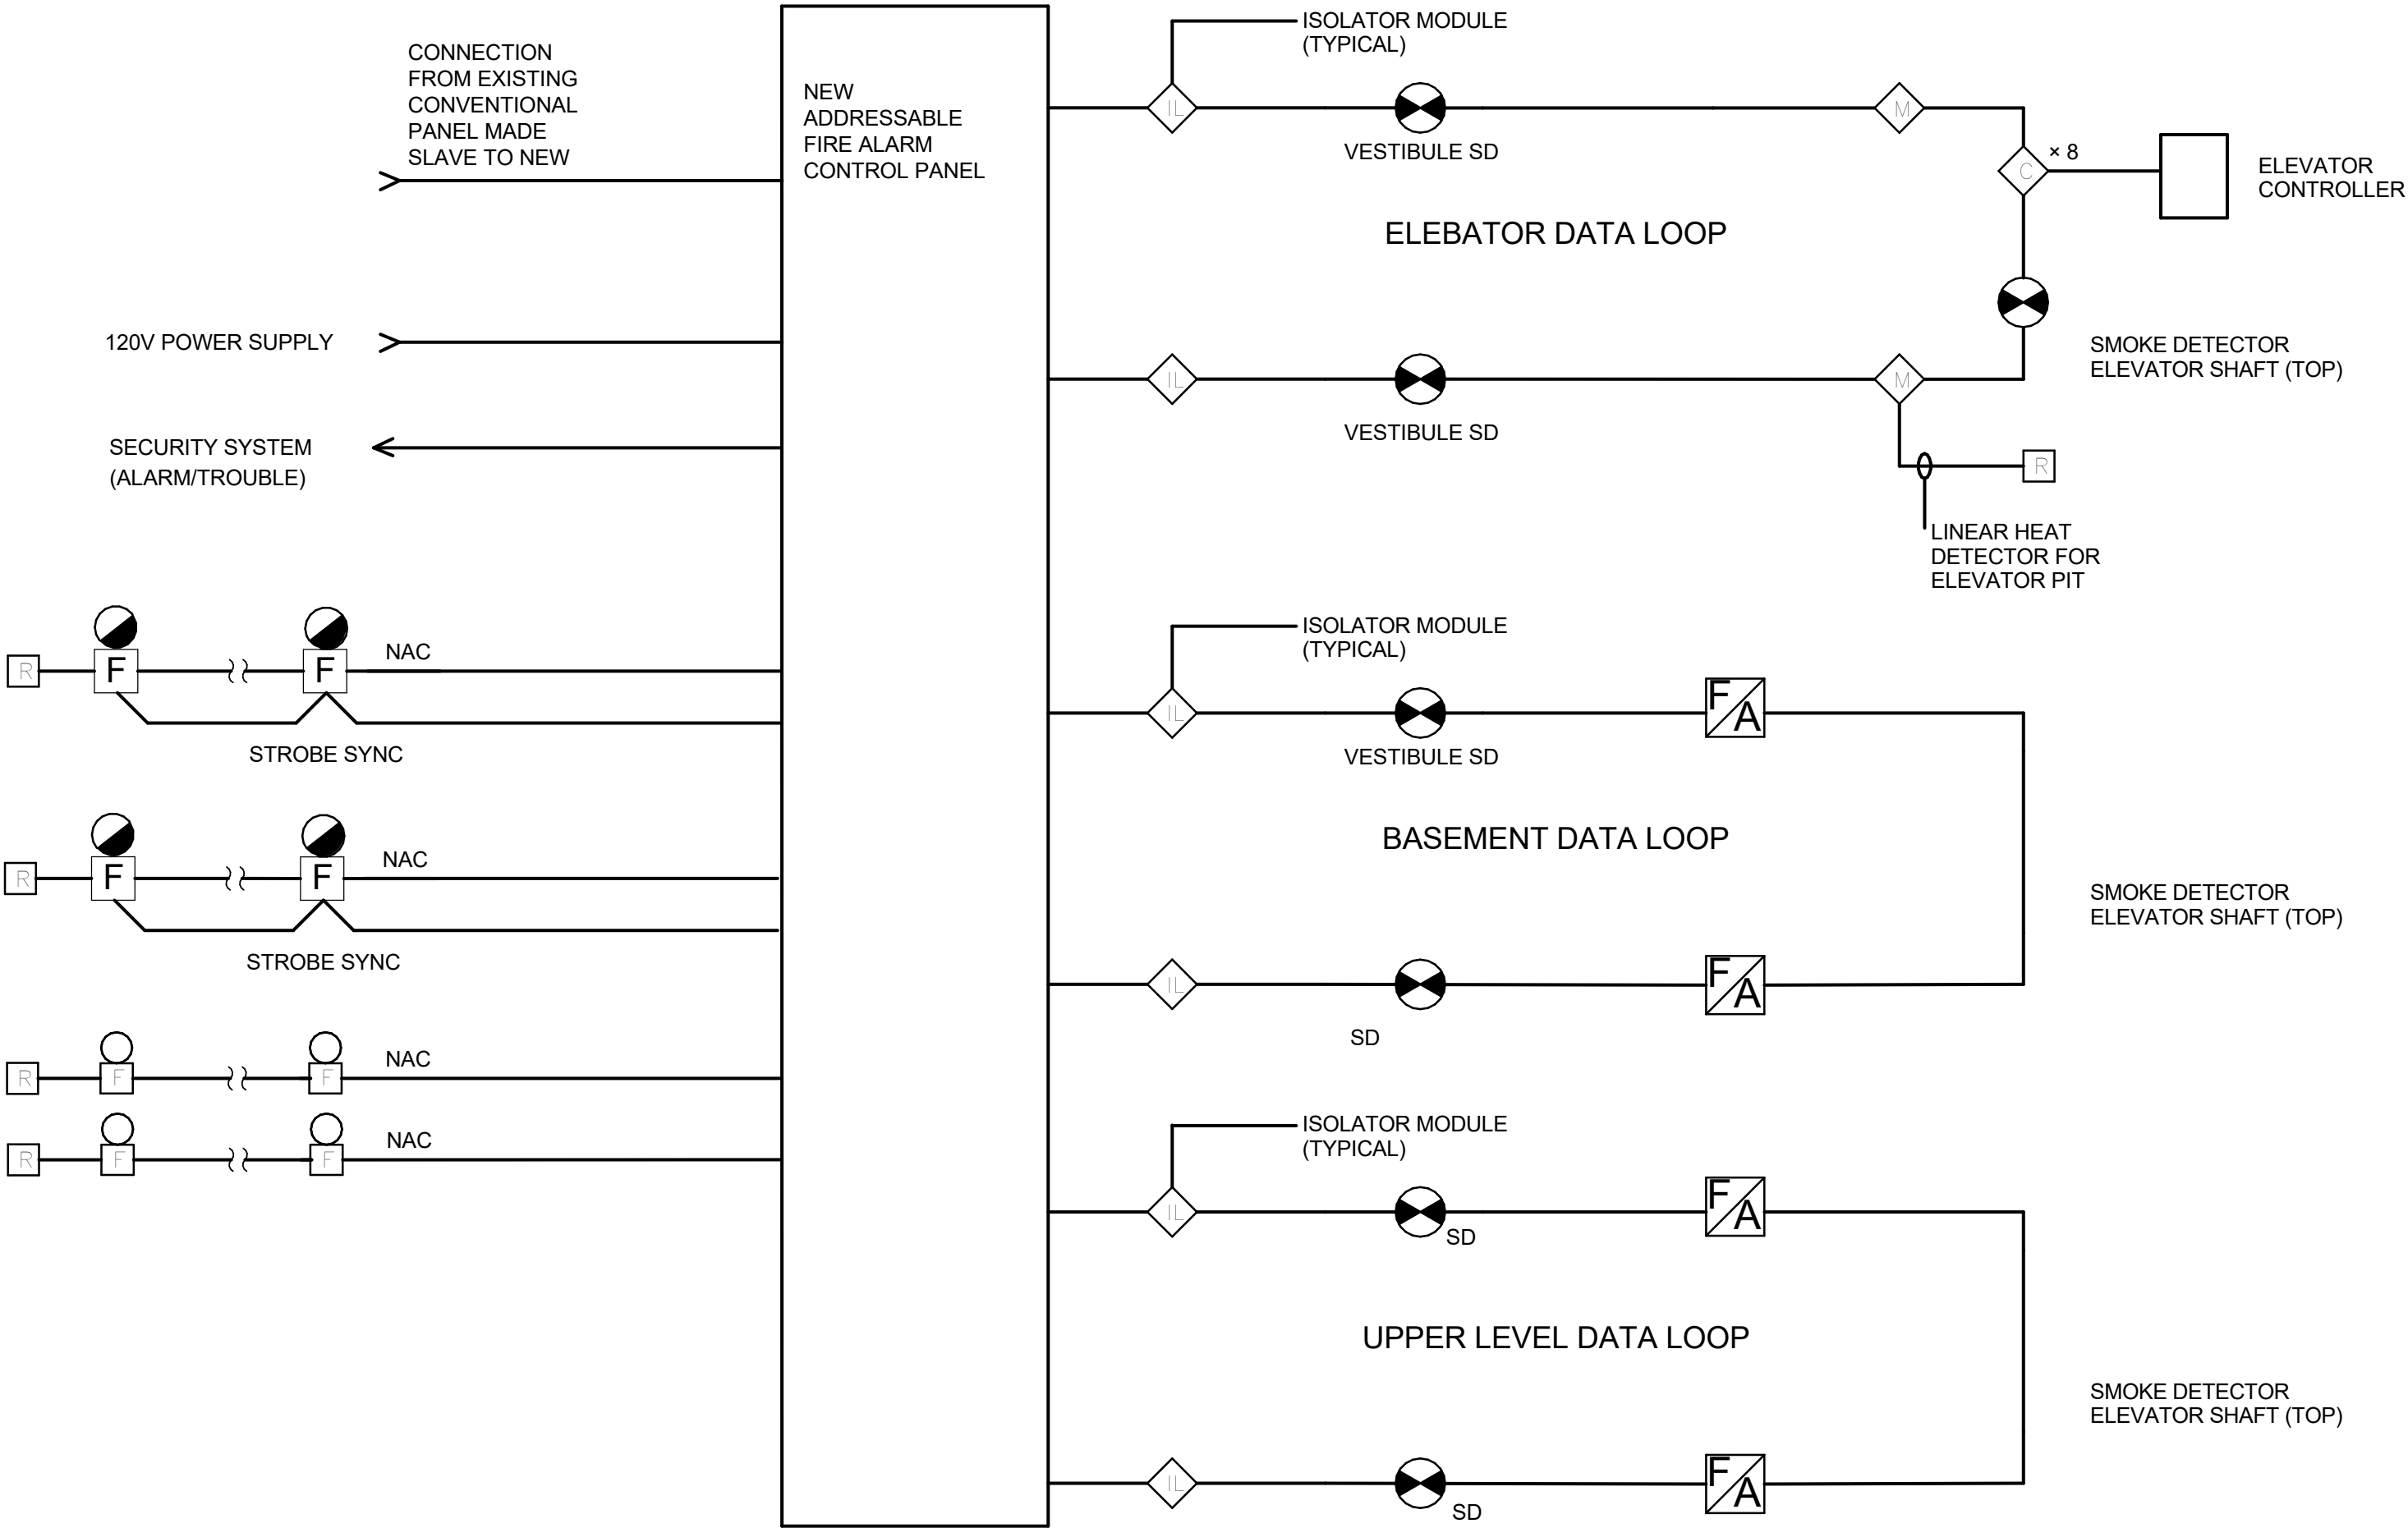 CONNECTION
FROM EXISTING
CONVENTIONAL
PANEL MADE
SLAVE TO NEW
120V POWER SUPPLY
SECURITY SYSTEM
(ALARM/TROUBLE)
R
F
F
NAC
STROBE SYNC
R
F
F
NAC
STROBE SYNC
R
F
F
NAC
R
F
F
NAC
NEW
ADDRESSABLE
FIRE ALARM
CONTROL PANEL
ISOLATOR MODULE
(TYPICAL)
IL
VESTIBULE SD
M
C
× 8
ELEVATOR
CONTROLLER
ELEBATOR DATA LOOP
SMOKE DETECTOR
ELEVATOR SHAFT (TOP)
IL
VESTIBULE SD
M
R
LINEAR HEAT
DETECTOR FOR
ELEVATOR PIT
ISOLATOR MODULE
(TYPICAL)
IL
VESTIBULE SD
F/A
BASEMENT DATA LOOP
SMOKE DETECTOR
ELEVATOR SHAFT (TOP)
IL
SD
F/A
ISOLATOR MODULE
(TYPICAL)
IL
SD
F/A
UPPER LEVEL DATA LOOP
SMOKE DETECTOR
ELEVATOR SHAFT (TOP)
IL
SD
F/A